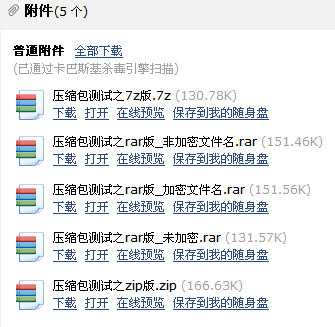 附件(5 个)
普通附件 全部下载
(已通过卡巴斯基杀毒引擎扫描)
压缩包测试之7z版.7z (130.78K)
下载 打开 在线预览 保存到我的随身盘
压缩包测试之rar版_非加密文件名.rar (151.46K)
下载 打开 在线预览 保存到我的随身盘
压缩包测试之rar版_加密文件名.rar (151.56K)
下载 打开 在线预览 保存到我的随身盘
压缩包测试之rar版_未加密.rar (131.57K)
下载 打开 在线预览 保存到我的随身盘
压缩包测试之zip版.zip (166.63K)
下载 打开 在线预览 保存到我的随身盘